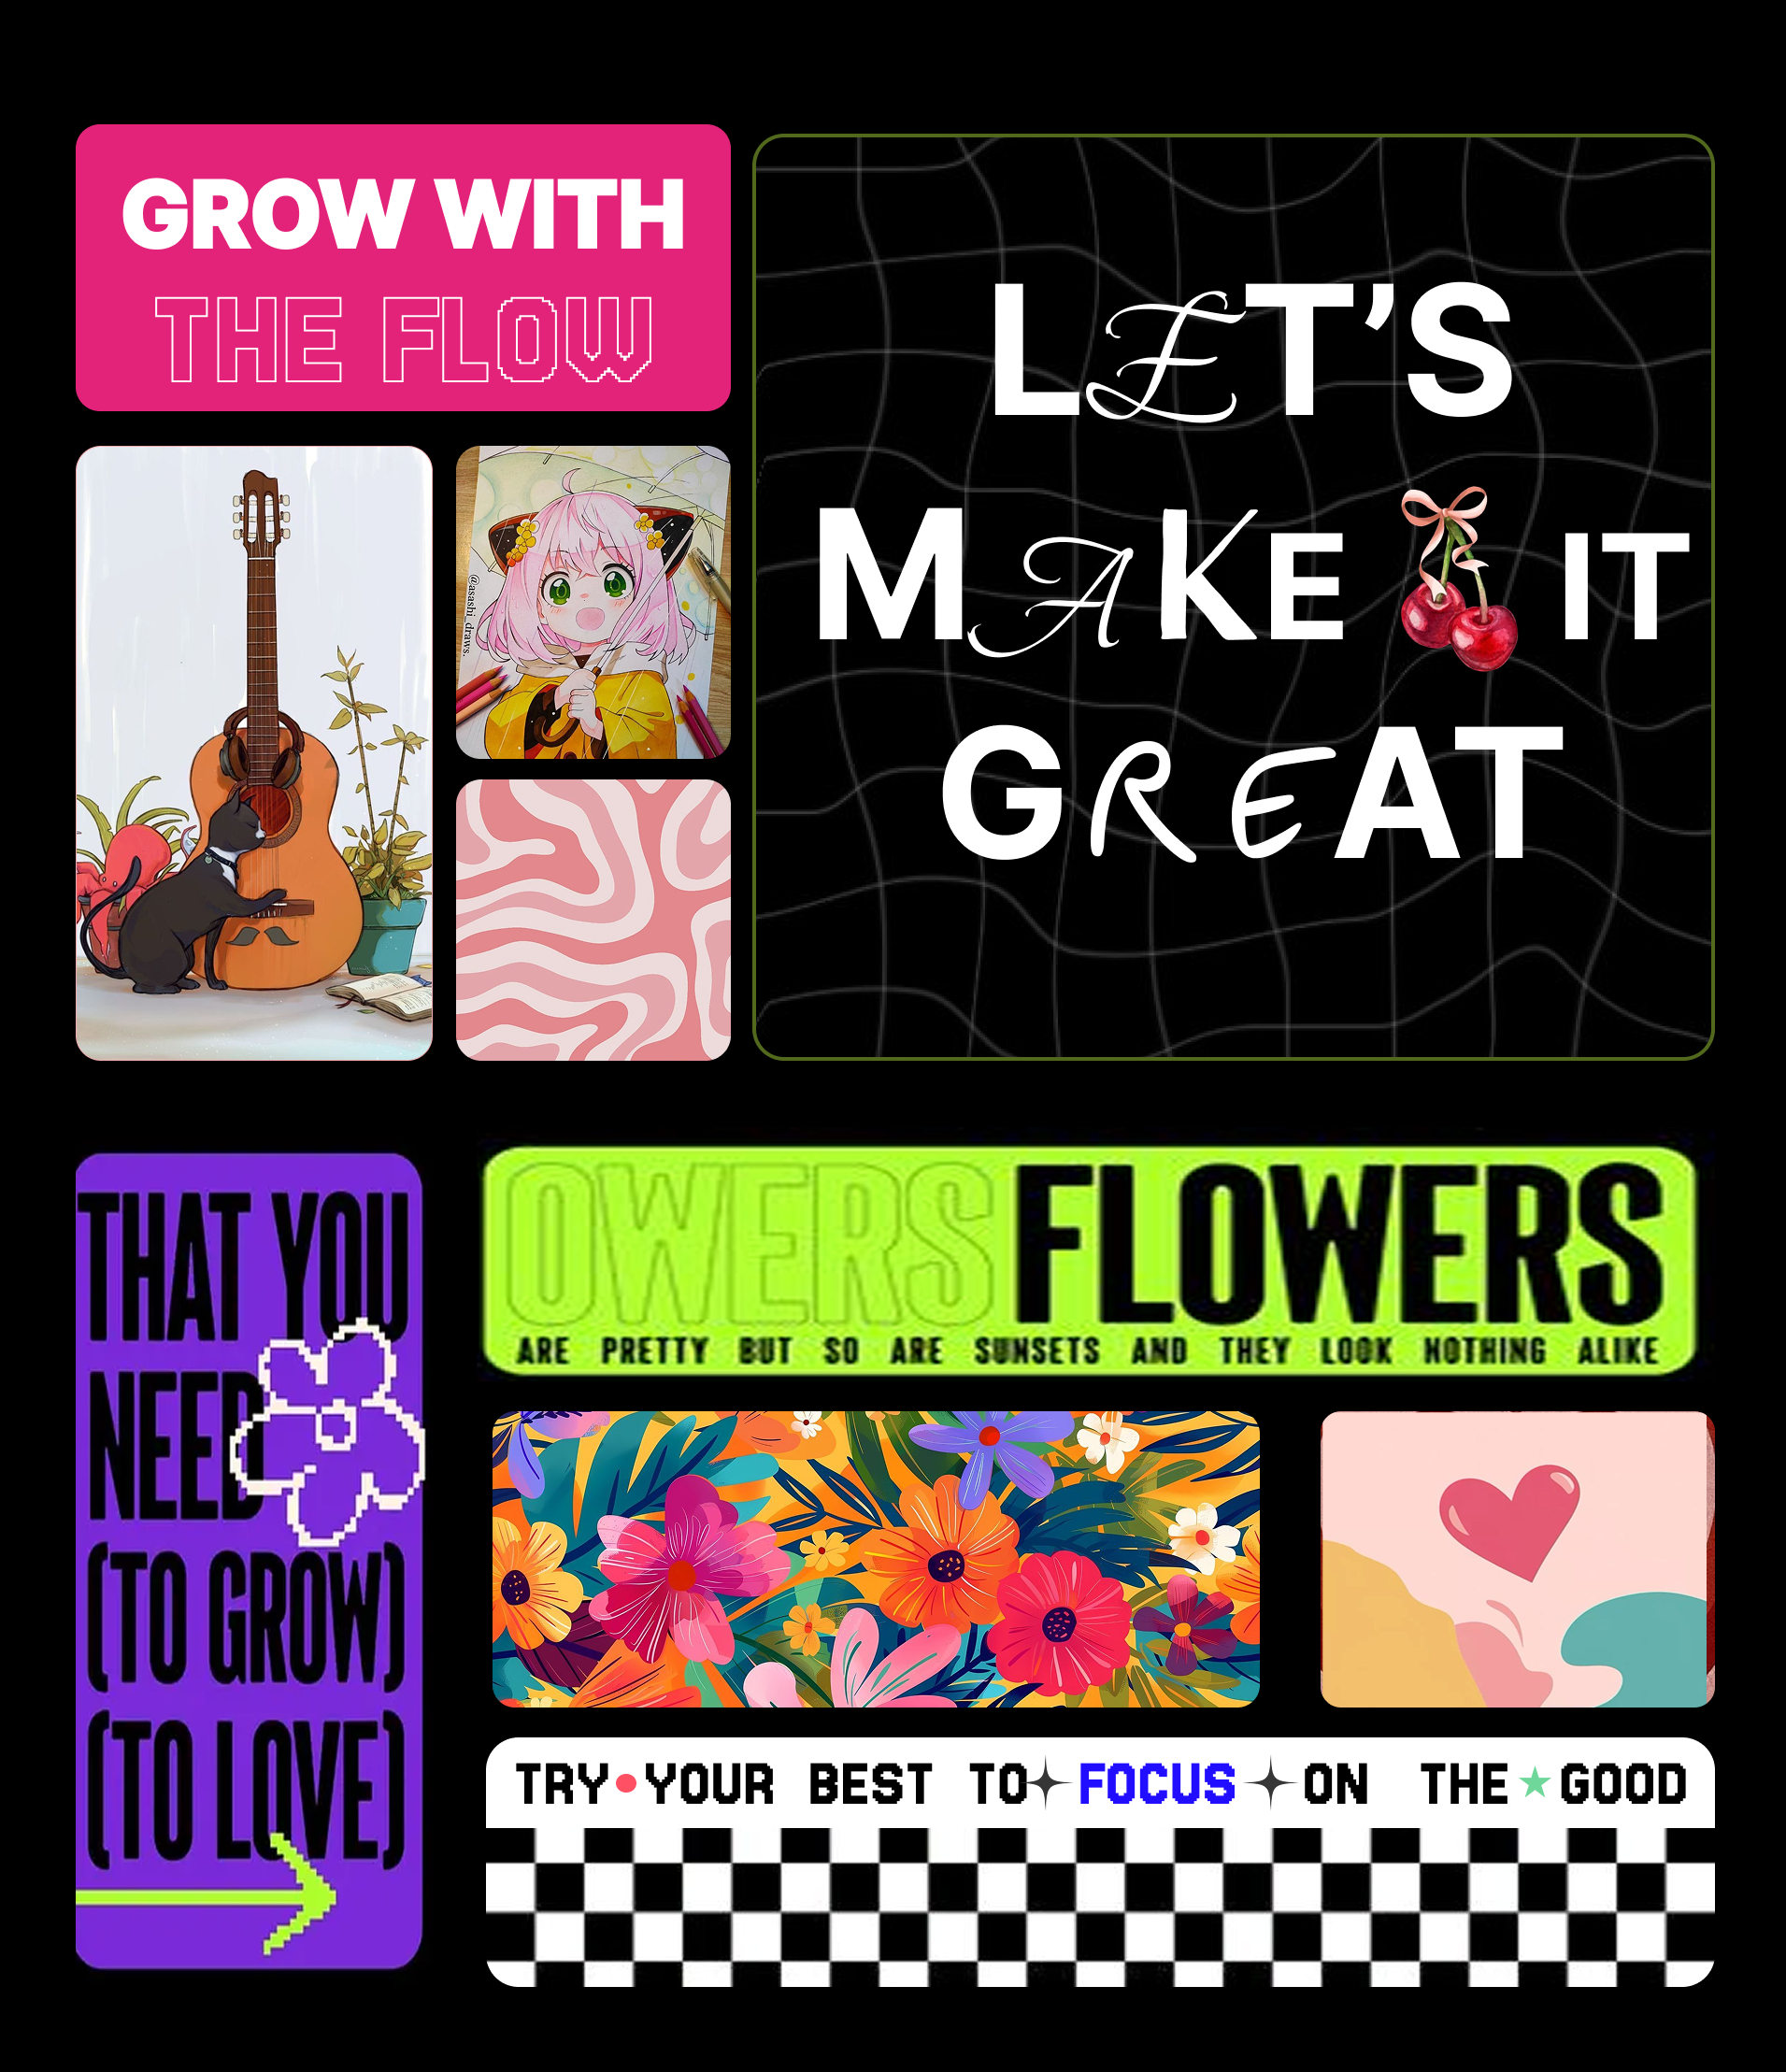 GROW WITH
THE FLOW
LET’S
MAKE IT
GREAT
@asashi_draws.
THAT YOU
NEED
(TO GROW)
(TO LOVE)
OWERS FLOWERS
ARE PRETTY BUT SO ARE SUNSETS AND THEY LOOK NOTHING ALIKE
TRY YOUR BEST TO FOCUS ON THE GOOD